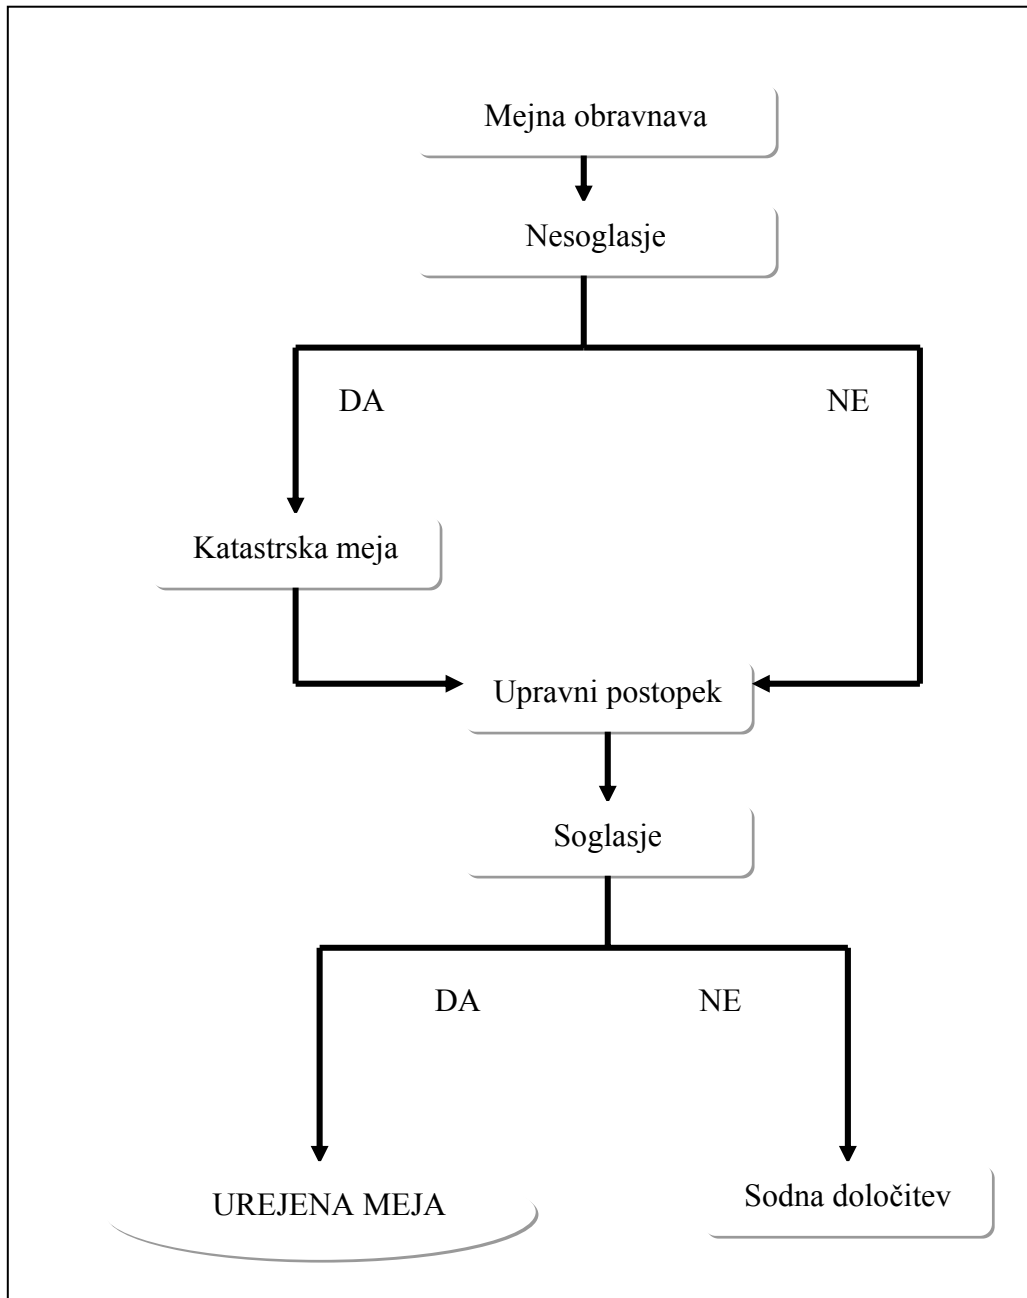 Mejna obravnava
Nesoglasje
DA
NE
Katastrska meja
Upravni postopek
Soglasje
DA
NE
UREJENA MEJA
Sodna določitev